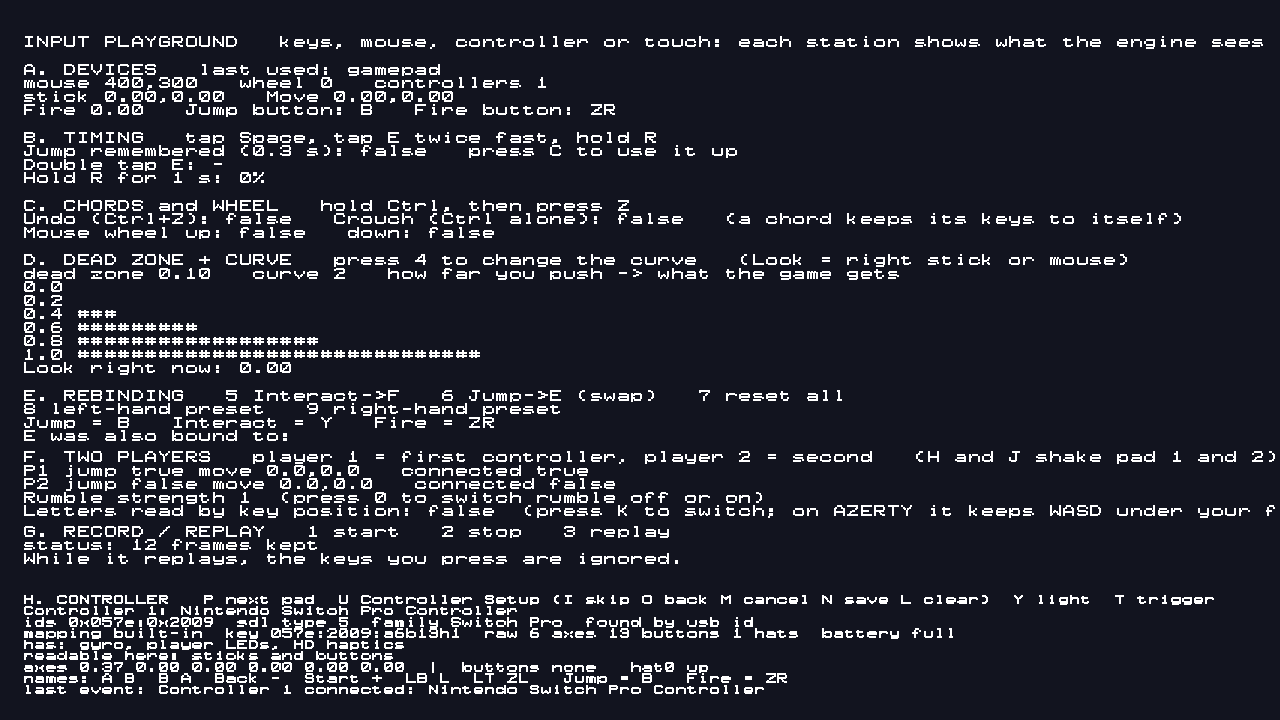 INPUT PLAYGROUND   keys, mouse, controller or touch: each station shows what the engine sees
A. DEVICES   last used: gamepad
mouse 400,300   wheel 0   controllers 1
stick 0.00,0.00   Move 0.00,0.00
Fire 0.00   Jump button: B   Fire button: ZR
B. TIMING   tap Space, tap E twice fast, hold R
Jump remembered (0.3 s): false   press C to use it up
Double tap E: -
Hold R for 1 s: 0%
C. CHORDS and WHEEL   hold Ctrl, then press Z
Undo (Ctrl+Z): false   Crouch (Ctrl alone): false   (a chord keeps its keys to itself)
Mouse wheel up: false   down: false
D. DEAD ZONE + CURVE   press 4 to change the curve   (Look = right stick or mouse)
dead zone 0.10   curve 2   how far you push -> what the game gets
0.0
0.2
0.4 ###
0.6 #########
0.8 ##################
1.0 ##############################
Look right now: 0.00
E. REBINDING   5 Interact->F   6 Jump->E (swap)   7 reset all
8 left-hand preset   9 right-hand preset
Jump = B   Interact = Y   Fire = ZR
E was also bound to:
F. TWO PLAYERS   player 1 = first controller, player 2 = second   (H and J shake pad 1 and 2)
P1 jump true move 0.0,0.0   connected true
P2 jump false move 0.0,0.0   connected false
Rumble strength 1  (press 0 to switch rumble off or on)
Letters read by key position: false  (press K to switch; on AZERTY it keeps WASD under your f
G. RECORD / REPLAY   1 start   2 stop   3 replay
status: 12 frames kept
While it replays, the keys you press are ignored.
H. CONTROLLER   P next pad  U Controller Setup (I skip O back M cancel N save L clear)  Y light  T trigger
Controller 1: Nintendo Switch Pro Controller
ids 0x057e:0x2009  sdl type 5  family Switch Pro  found by usb id
mapping built-in  key 057e:2009:a6b13h1  raw 6 axes 13 buttons 1 hats  battery full
has: gyro, player LEDs, HD haptics
readable here: sticks and buttons
axes 0.37 0.00 0.00 0.00 0.00 0.00  |  buttons none   hat0 up
names: A B  B A  Back -  Start +  LB L  LT ZL  Jump = B   Fire = ZR
last event: Controller 1 connected: Nintendo Switch Pro Controller